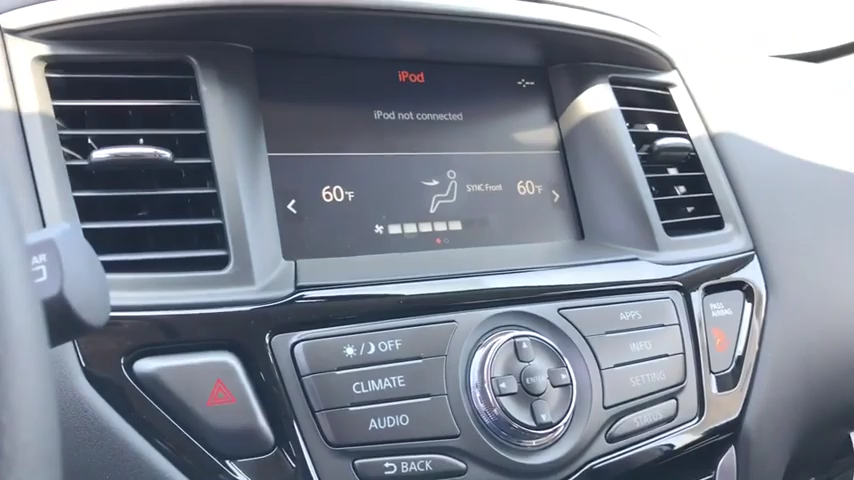 iPod
--:--
iPod not connected
60°F
SYNC Front
60°F
AR
OFF
CLIMATE
AUDIO
BACK
ENTER
APPS
INFO
SETTING
STATUS
PASS
AIRBAG